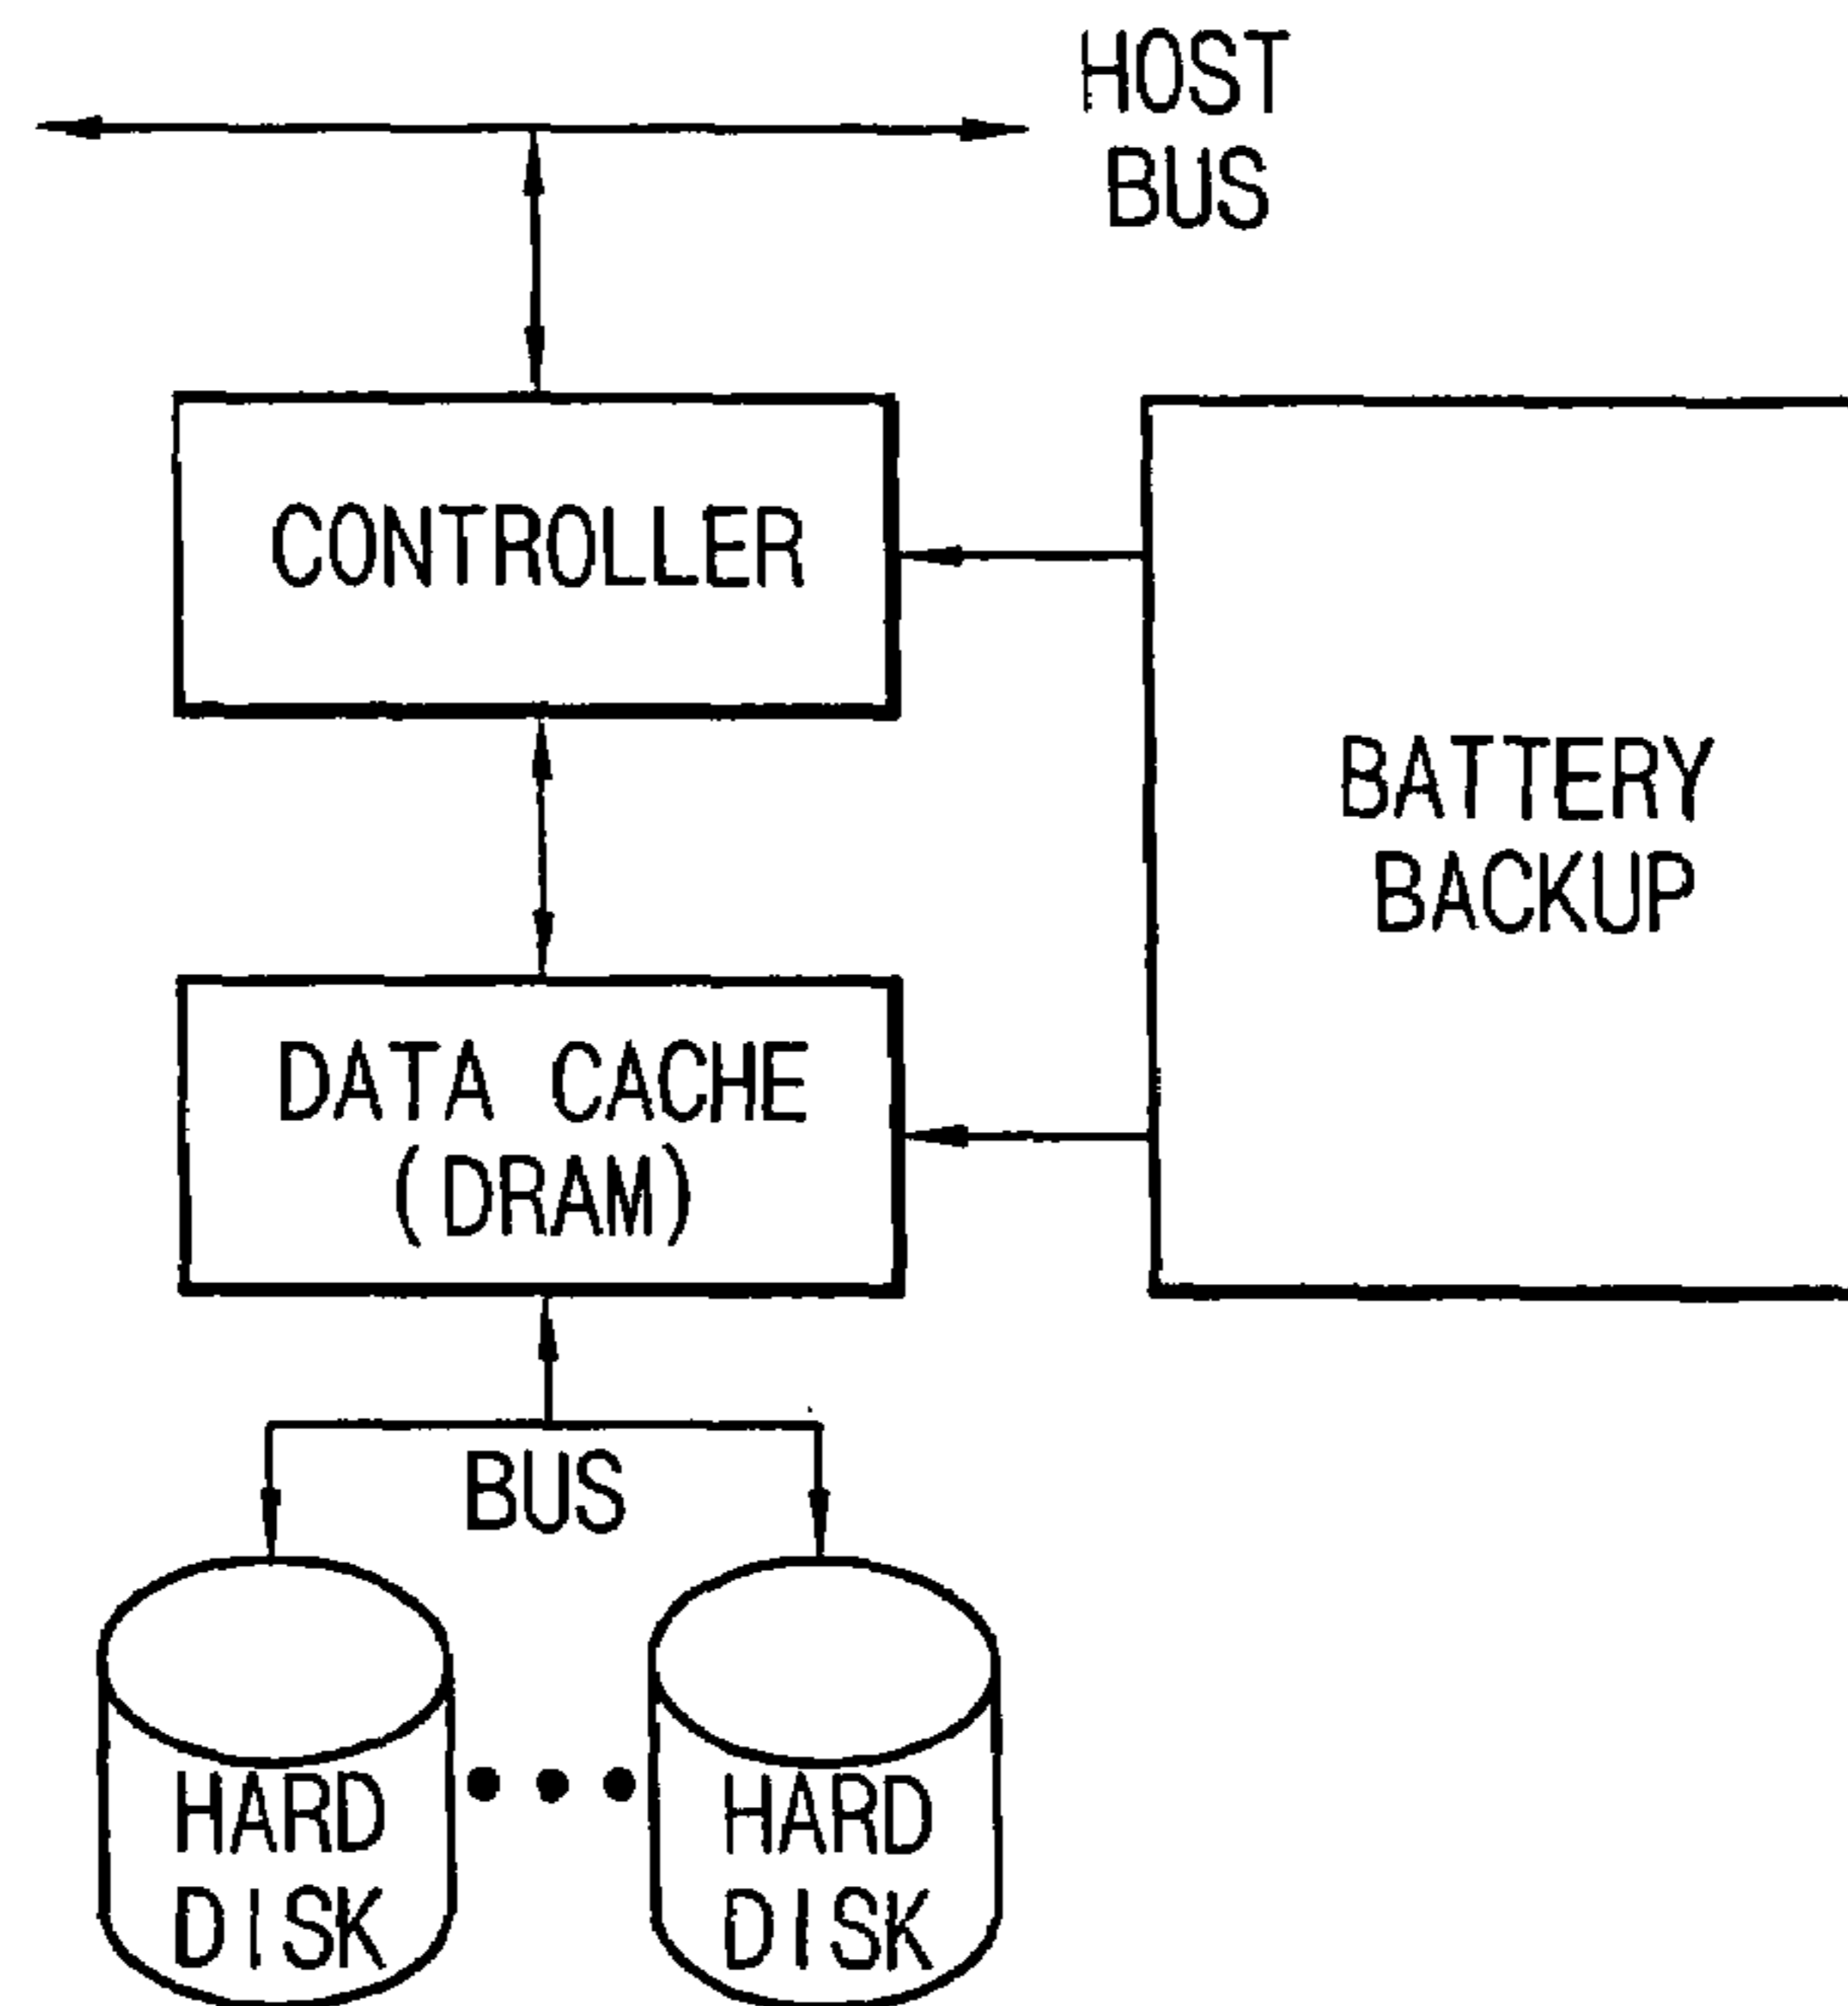 HOST
BUS
CONTROLLER
BATTERY
BACKUP
DATA CACHE
(DRAM)
BUS
HARD
DISK
HARD
DISK